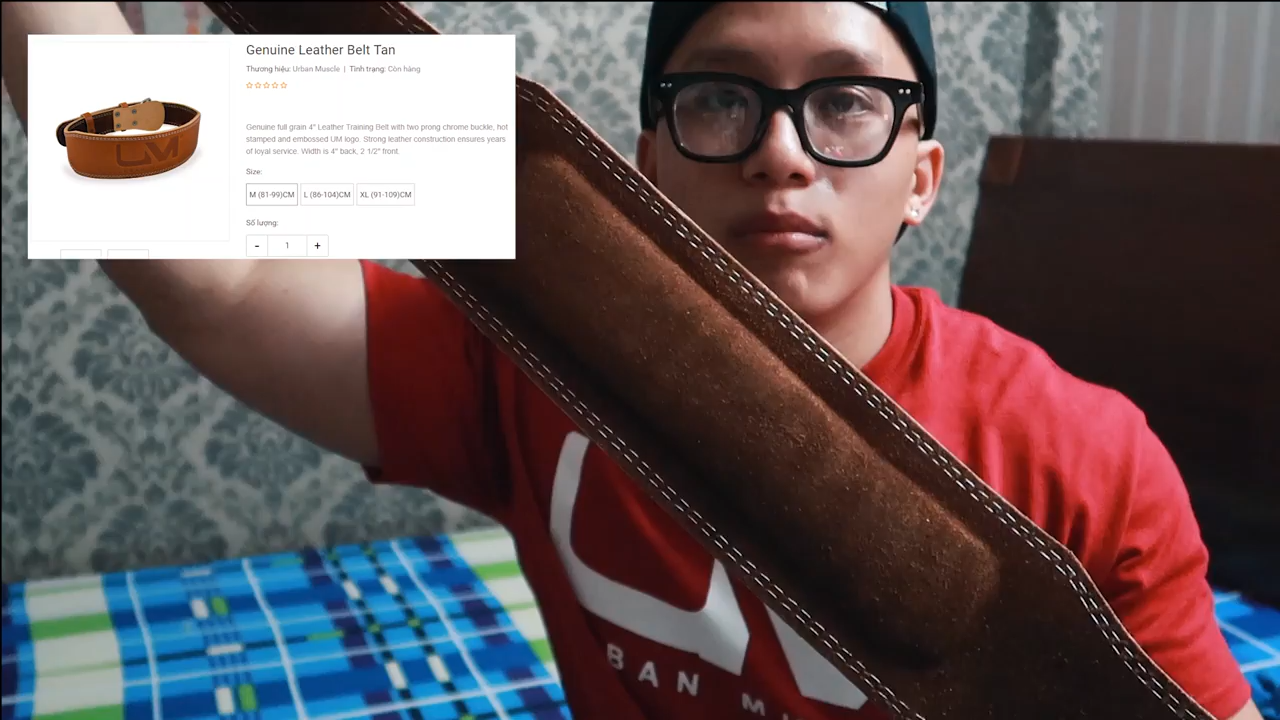 Genuine Leather Belt Tan
Thương hiệu: Urban Muscle | Tình trạng: Còn hàng
Genuine full grain 4" Leather Training Belt with two prong chrome buckle, hot
stamped and embossed UM logo. Strong leather construction ensures years
of loyal service. Width is 4" back, 2 1/2" front.
Size:
M (81-99)CM L (86-104)CM XL (91-109)CM
Số lượng:
- 1 +
UM
BAN M